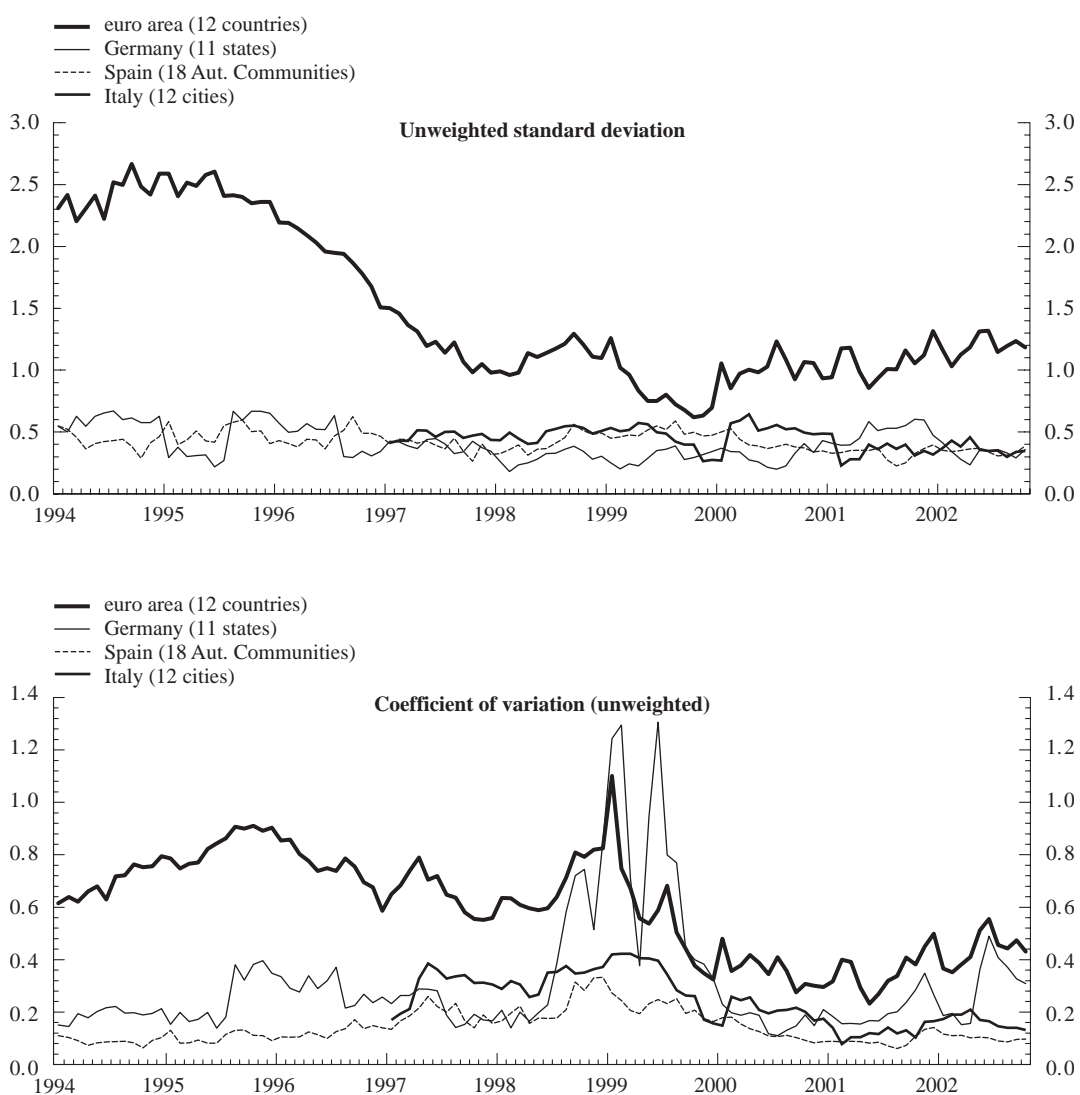 euro area (12 countries)
Germany (11 states)
Spain (18 Aut. Communities)
Italy (12 cities)
Unweighted standard deviation
3.0 3.0
2.5 2.5
2.0 2.0
1.5 1.5
1.0 1.0
0.5 0.5
0.0 0.0
1994 1995 1996 1997 1998 1999 2000 2001 2002
euro area (12 countries)
Germany (11 states)
Spain (18 Aut. Communities)
Italy (12 cities)
Coefficient of variation (unweighted)
1.4 1.4
1.2 1.2
1.0 1.0
0.8 0.8
0.6 0.6
0.4 0.4
0.2 0.2
0.0 0.0
1994 1995 1996 1997 1998 1999 2000 2001 2002